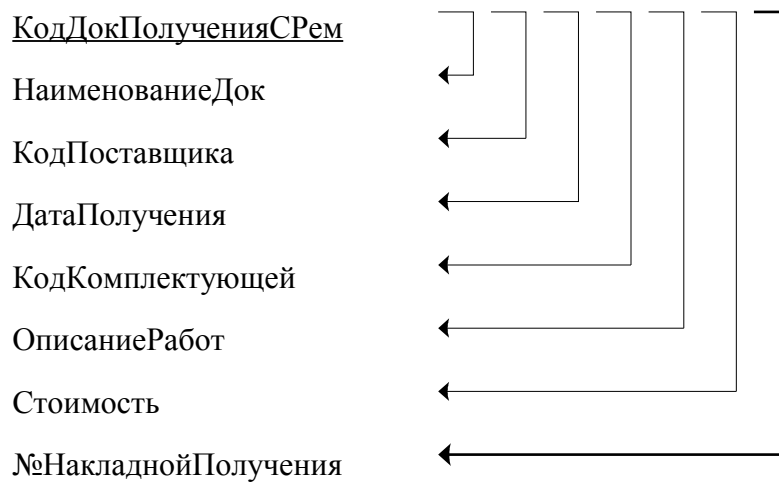 КодДокПолученияСРем
НаименованиеДок
КодПоставщика
ДатаПолучения
КодКомплектующей
ОписаниеРабот
Стоимость
№НакладнойПолучения